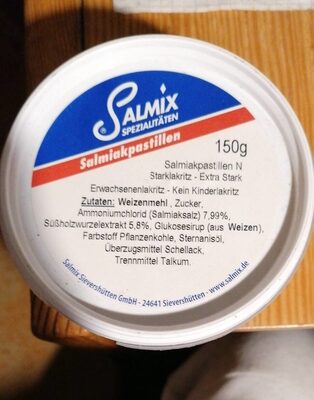 SALMIX
®
SPEZIALITÄTEN
Salmiakpastillen
150g
Salmiakpastillen N
Starklakritz - Extra Stark
Erwachsenenlakritz - Kein Kinderlakritz
Zutaten: Weizenmehl , Zucker,
Ammoniumchlorid (Salmiaksalz) 7,99%,
Süßholzwurzelextrakt 5,8%, Glukosesirup (aus Weizen),
Farbstoff Pflanzenkohle, Sternanisöl,
Überzugsmittel Schellack,
Trennmittel Talkum.
Salmix Sievershütten GmbH - 24641 Sievershütten - www.salmix.de